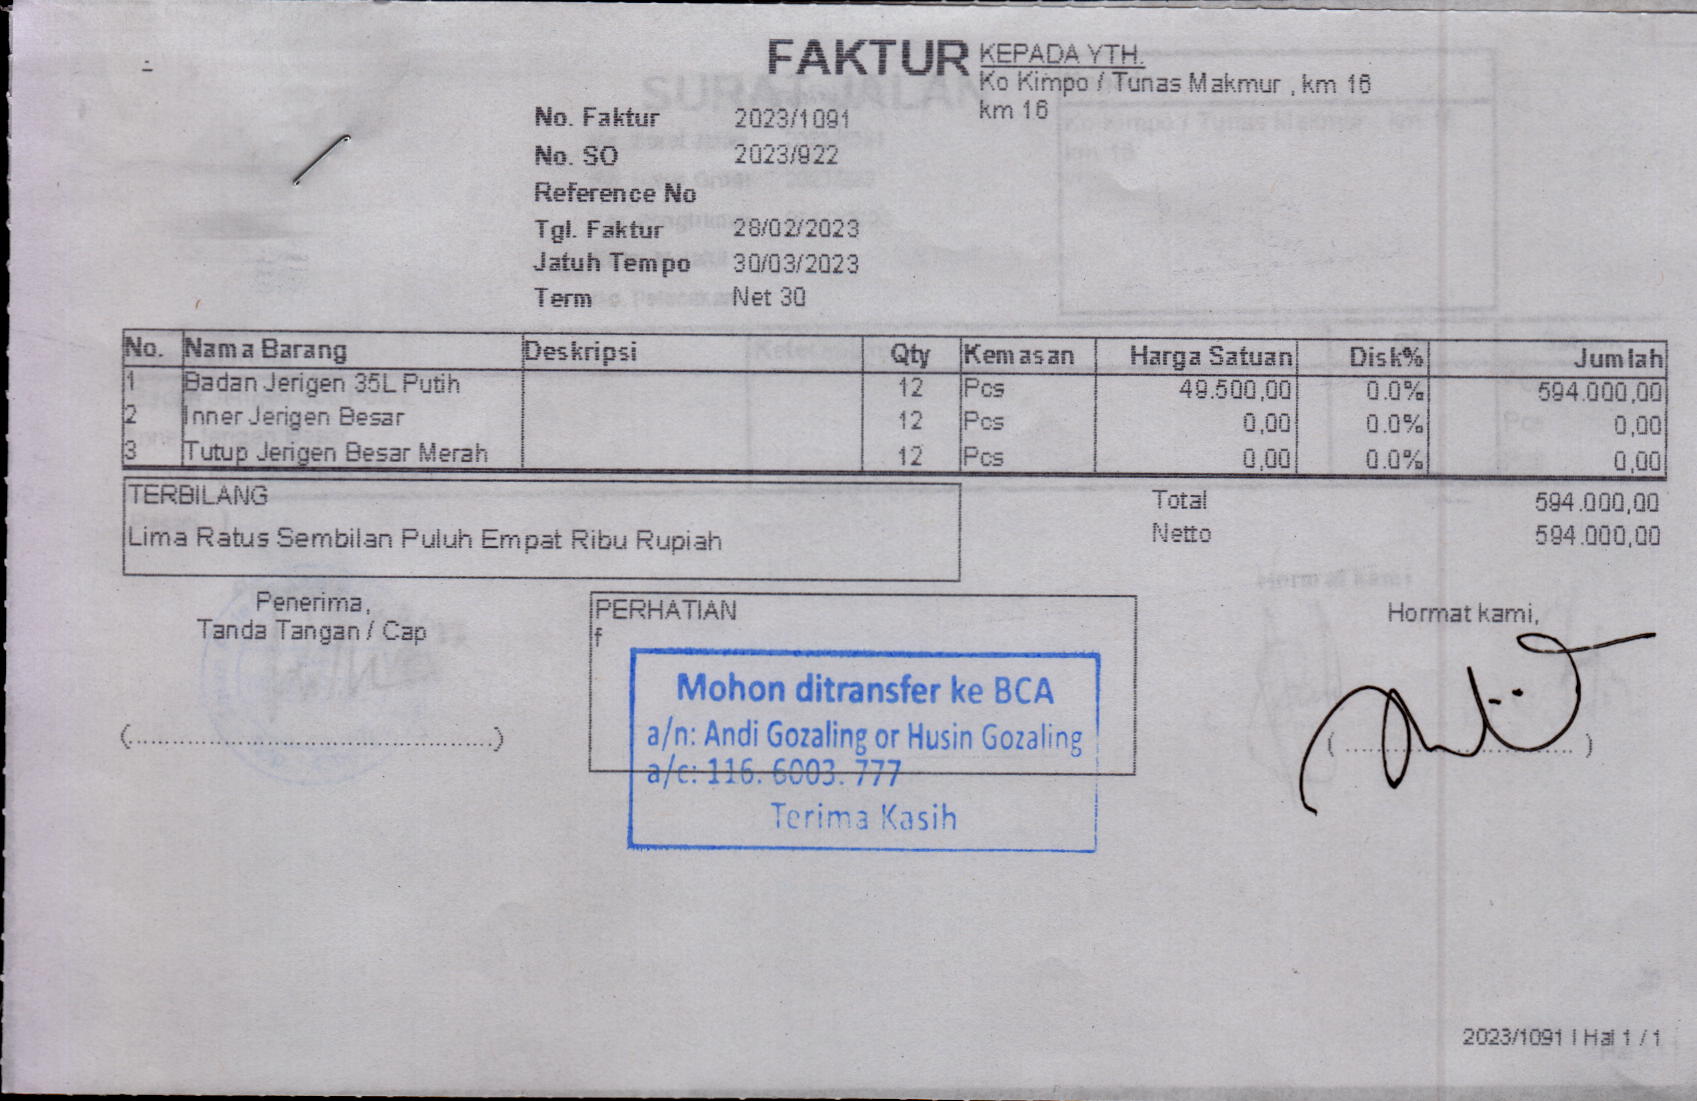 FAKTUR
KEPADA YTH.
Ko Kimpo / Tunas Makmur , km 16
km 16
No. Faktur 2023/1091
No. SO 2023/922
Reference No
Tgl. Faktur 28/02/2023
Jatuh Tempo 30/03/2023
Term Net 30
No. Nama Barang Deskripsi Qty Kemasan Harga Satuan Disk% Jumlah
1 Badan Jerigen 35L Putih 12 Pcs 49.500,00 0.0% 594.000,00
2 Inner Jerigen Besar 12 Pcs 0,00 0.0% 0,00
3 Tutup Jerigen Besar Merah 12 Pcs 0,00 0.0% 0,00
TERBILANG
Lima Ratus Sembilan Puluh Empat Ribu Rupiah
Total 594.000,00
Netto 594.000,00
Penerima,
Tanda Tangan / Cap
(..........................................)
PERHATIAN
f
Mohon ditransfer ke BCA
a/n: Andi Gozaling or Husin Gozaling
a/c: 116. 6003. 777
Terima Kasih
Hormat kami,
( .......................... )
2023/1091 | Hal 1 / 1